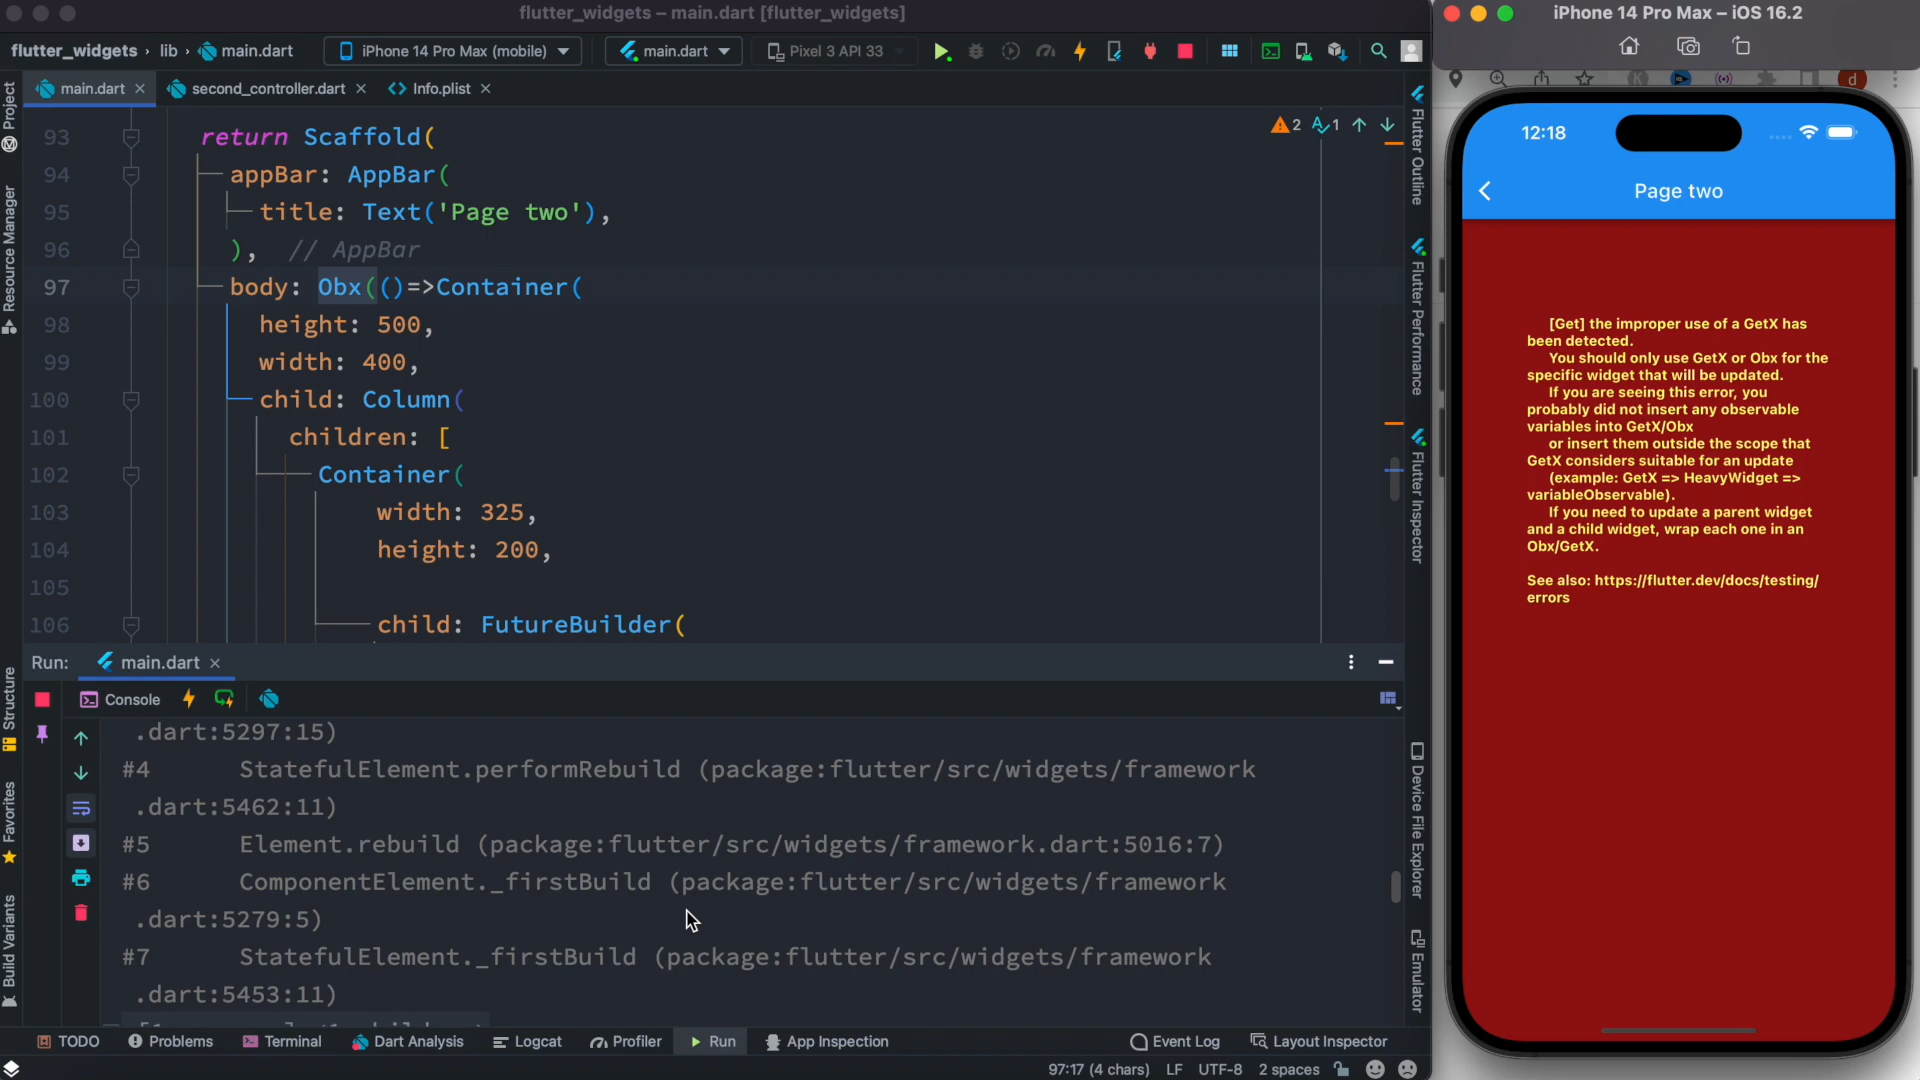 flutter_widgets – main.dart [flutter_widgets]
flutter_widgets › lib › main.dart
iPhone 14 Pro Max (mobile)
main.dart
Pixel 3 API 33
main.dart
second_controller.dart
Info.plist
Project
Resource Manager
Structure
Favorites
Build Variants
93 return Scaffold(
94 appBar: AppBar(
95 title: Text('Page two'),
96 ), // AppBar
97 body: Obx(()=>Container(
98 height: 500,
99 width: 400,
100 child: Column(
101 children: [
102 Container(
103 width: 325,
104 height: 200,
105
106 child: FutureBuilder(
2 1
Flutter Outline
Flutter Performance
Flutter Inspector
Device File Explorer
Emulator
Run: main.dart
Console
.dart:5297:15)
#4 StatefulElement.performRebuild (package:flutter/src/widgets/framework
.dart:5462:11)
#5 Element.rebuild (package:flutter/src/widgets/framework.dart:5016:7)
#6 ComponentElement._firstBuild (package:flutter/src/widgets/framework
.dart:5279:5)
#7 StatefulElement._firstBuild (package:flutter/src/widgets/framework
.dart:5453:11)
TODO Problems Terminal Dart Analysis Logcat Profiler Run App Inspection Event Log Layout Inspector
97:17 (4 chars) LF UTF-8 2 spaces
iPhone 14 Pro Max – iOS 16.2
K
d
12:18
Page two
[Get] the improper use of a GetX has
been detected.
You should only use GetX or Obx for the
specific widget that will be updated.
If you are seeing this error, you
probably did not insert any observable
variables into GetX/Obx
or insert them outside the scope that
GetX considers suitable for an update
(example: GetX => HeavyWidget =>
variableObservable).
If you need to update a parent widget
and a child widget, wrap each one in an
Obx/GetX.
See also: https://flutter.dev/docs/testing/
errors